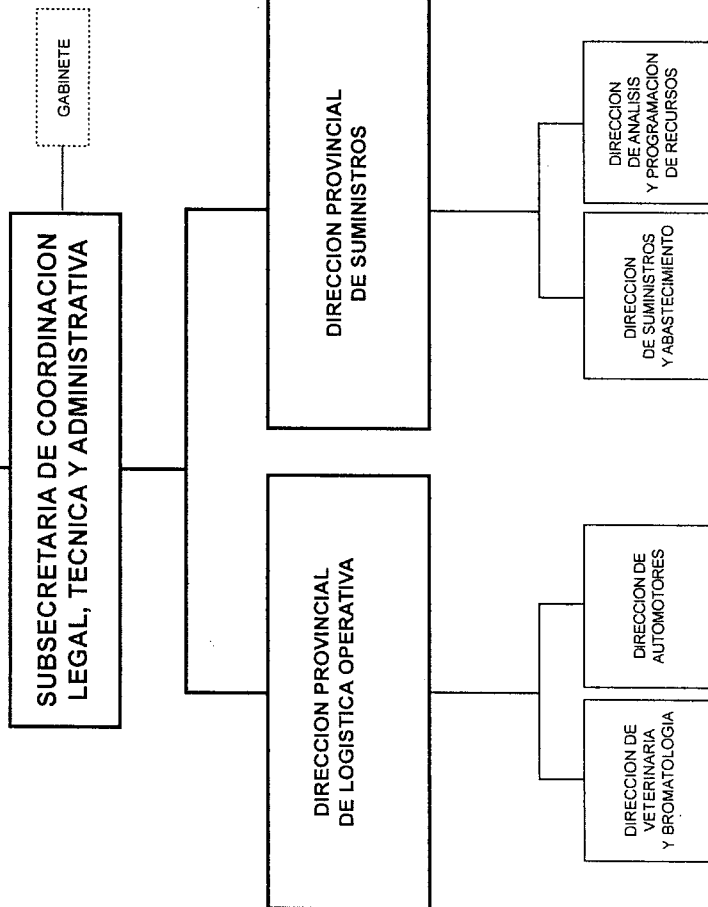 GABINETE
SUBSECRETARIA DE COORDINACION
LEGAL, TECNICA Y ADMINISTRATIVA
DIRECCION PROVINCIAL
DE LOGISTICA OPERATIVA
DIRECCION PROVINCIAL
DE SUMINISTROS
DIRECCION DE
VETERINARIA
Y BROMATOLOGIA
DIRECCION DE
AUTOMOTORES
DIRECCION
DE SUMINISTROS
Y ABASTECIMIENTO
DIRECCION
DE ANALISIS
Y PROGRAMACION
DE RECURSOS